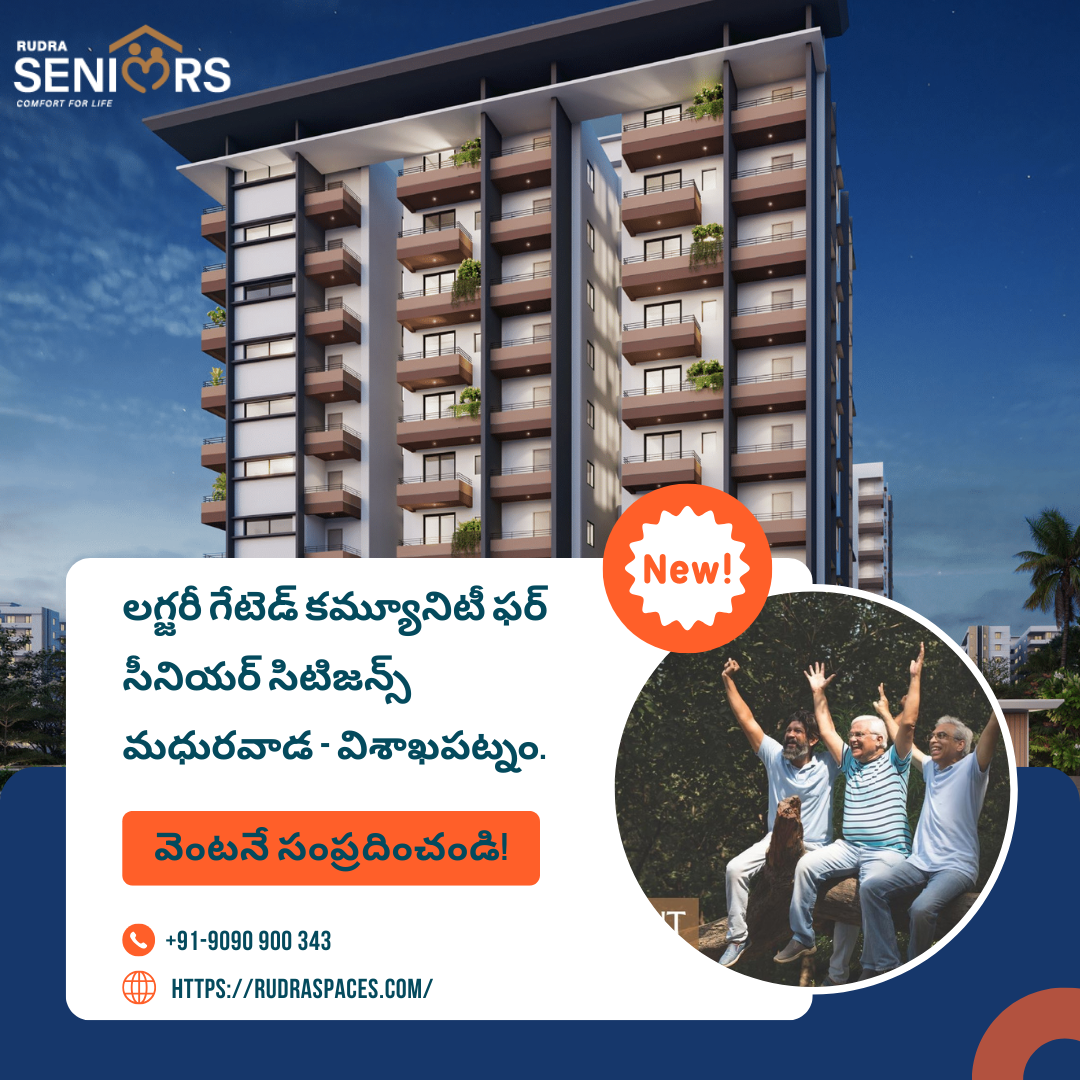 RUDRA
SENIORS
COMFORT FOR LIFE
New!
లగ్జరీ గేటెడ్ కమ్యూనిటీ ఫర్
సీనియర్ సిటిజన్స్
మధురవాడ - విశాఖపట్నం.
వెంటనే సంప్రదించండి!
+91-9090 900 343
HTTPS://RUDRASPACES.COM/